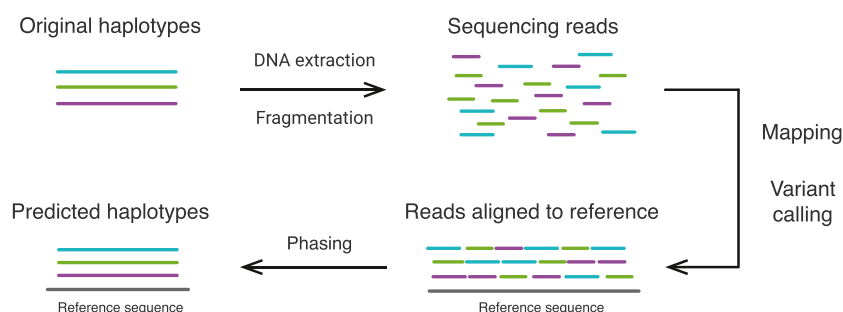 Original haplotypes
Sequencing reads
DNA extraction
Fragmentation
Mapping
Variant
calling
Predicted haplotypes
Reads aligned to reference
Phasing
Reference sequence
Reference sequence